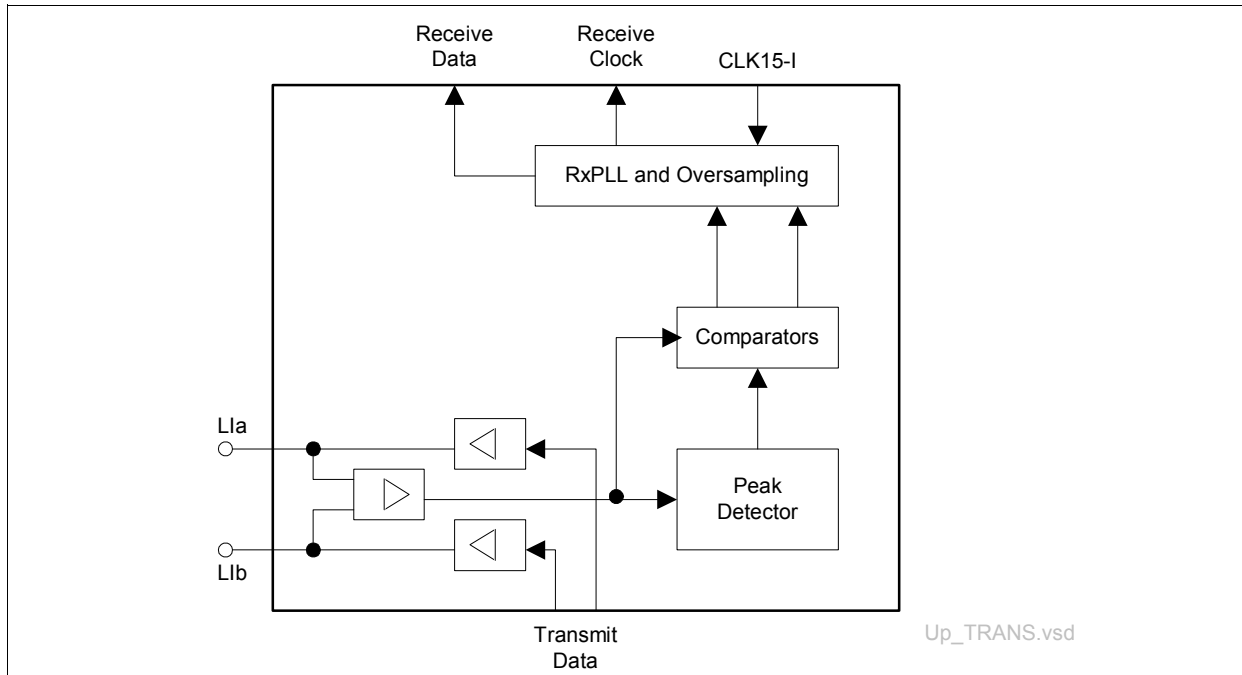 Receive
Data
Receive
Clock
CLK15-I
RxPLL and Oversampling
Comparators
LIa
Peak
Detector
LIb
Transmit
Data
Up_TRANS.vsd